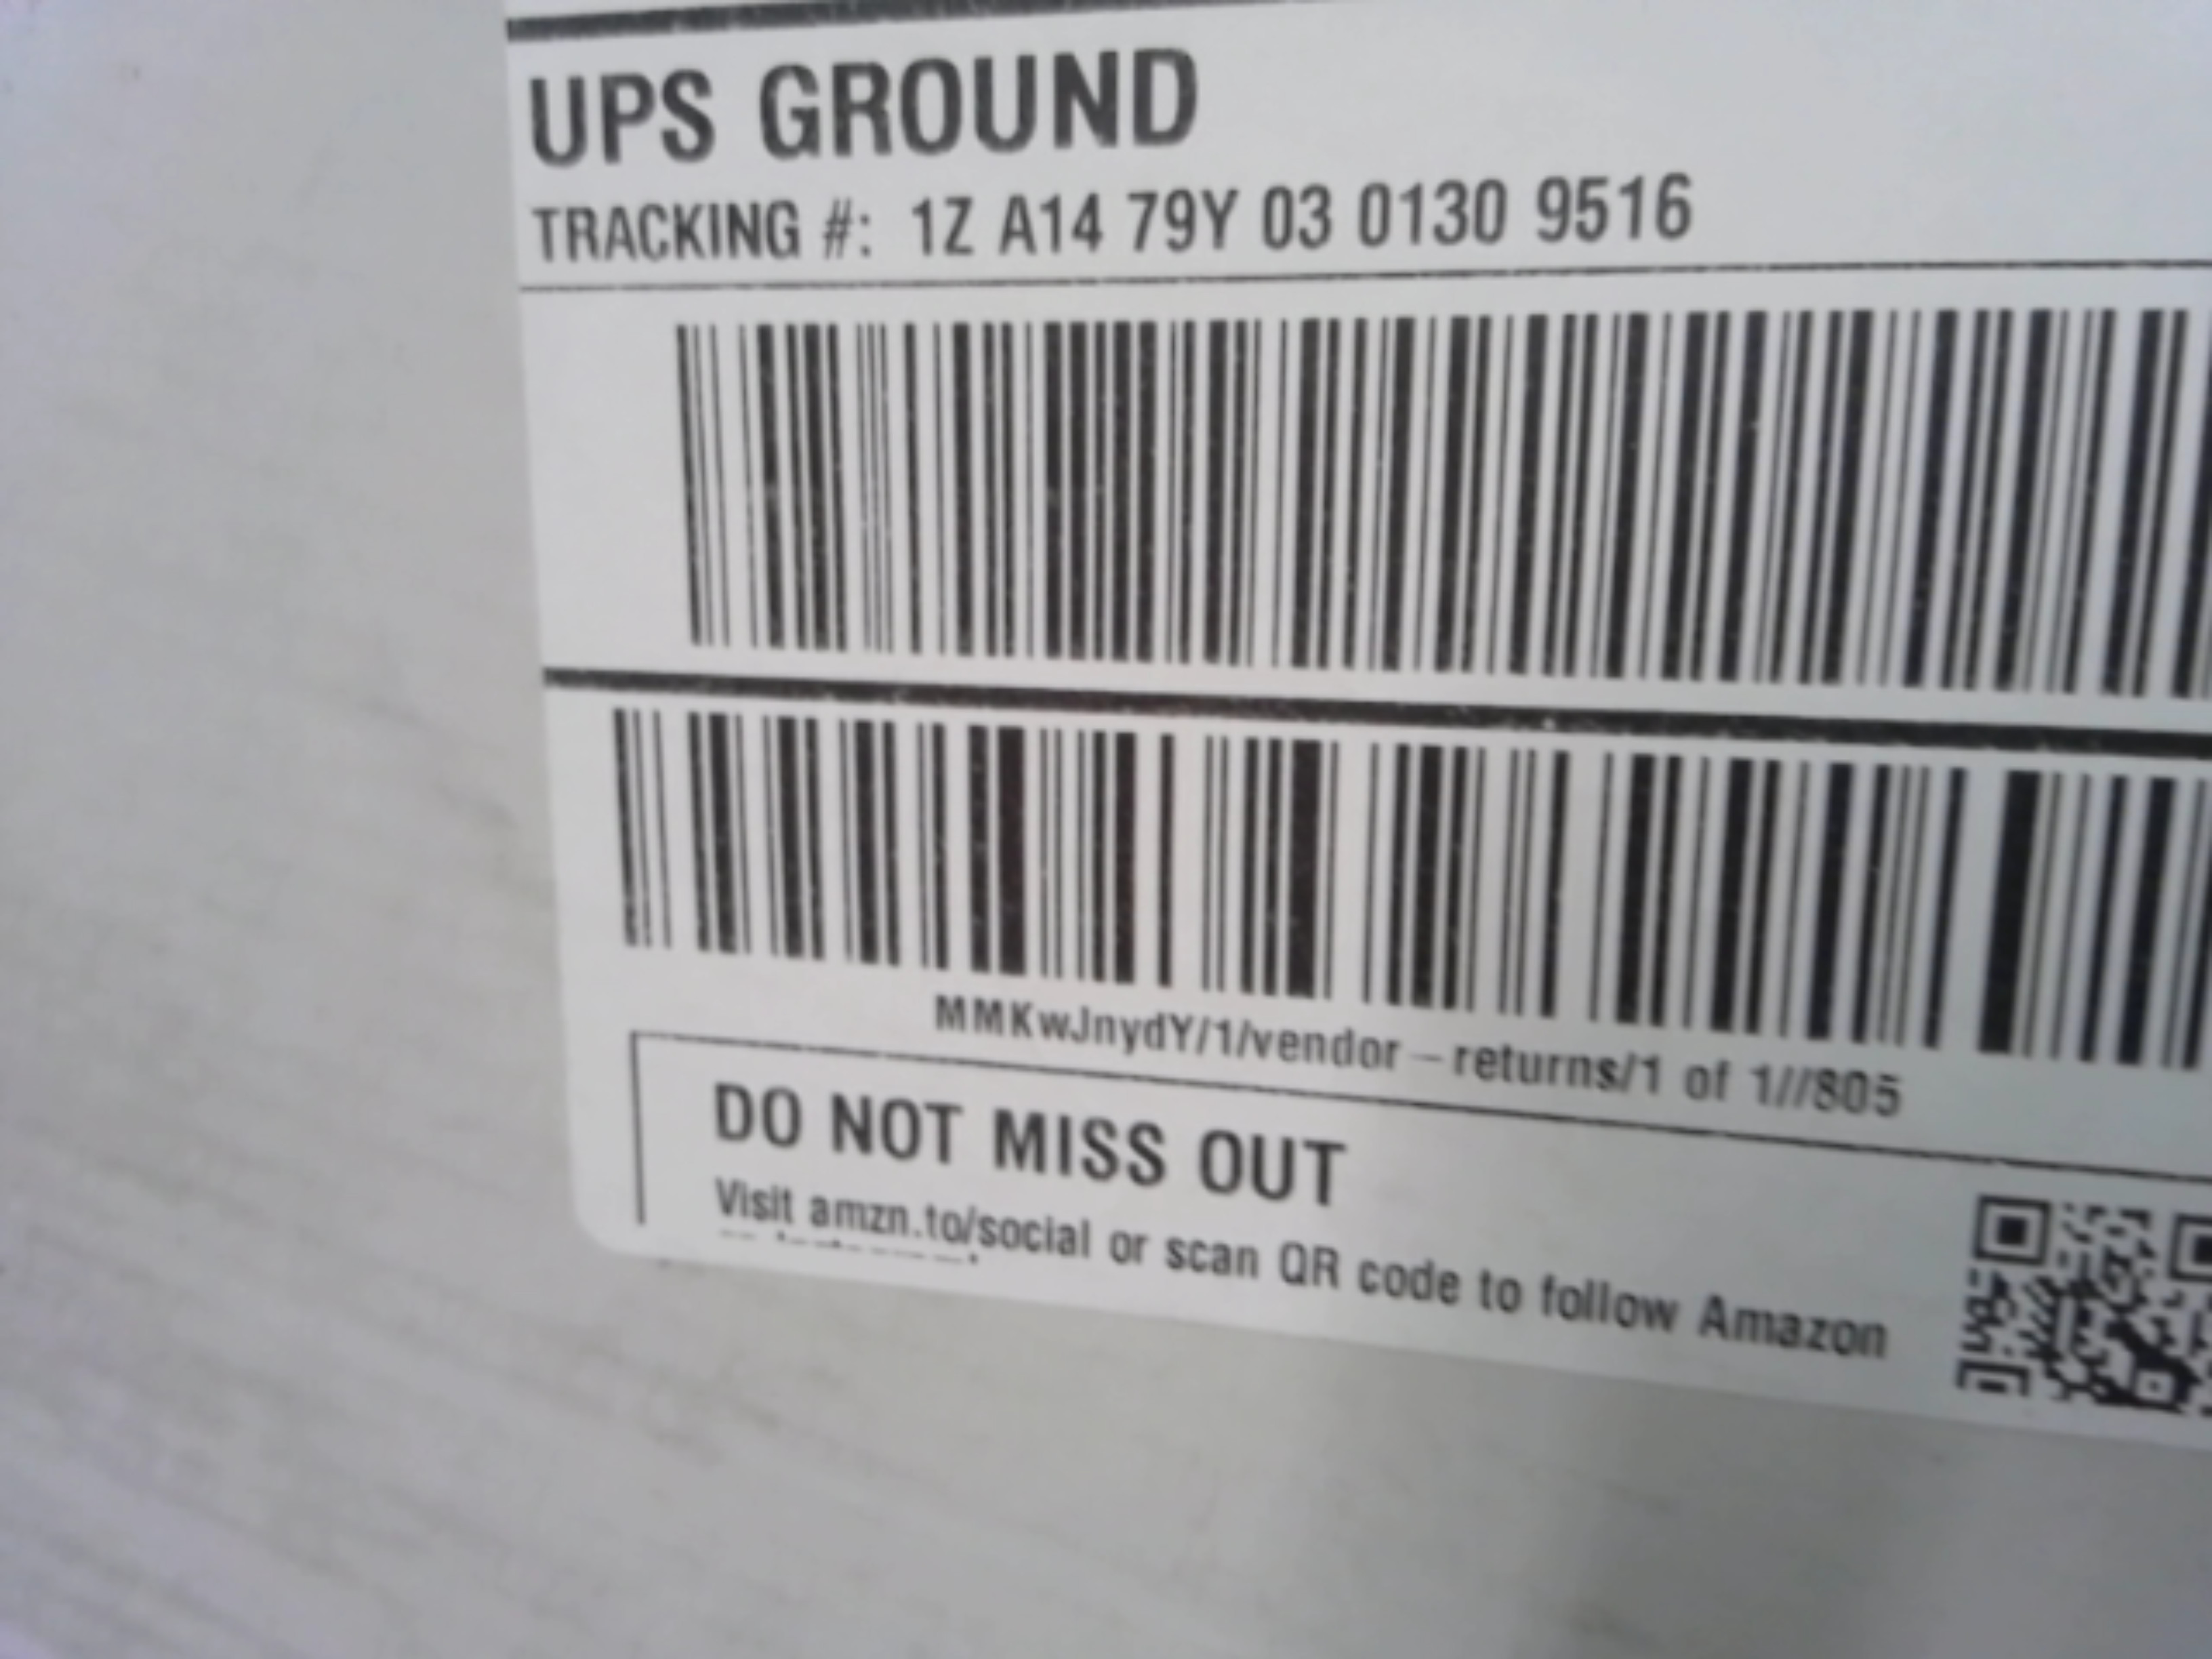 UPS GROUND
TRACKING #: 1Z A14 79Y 03 0130 9516
MMKwJnydY/1/vendor-returns/1 of 1//805
DO NOT MISS OUT
Visit amzn.to/social or scan QR code to follow Amazon